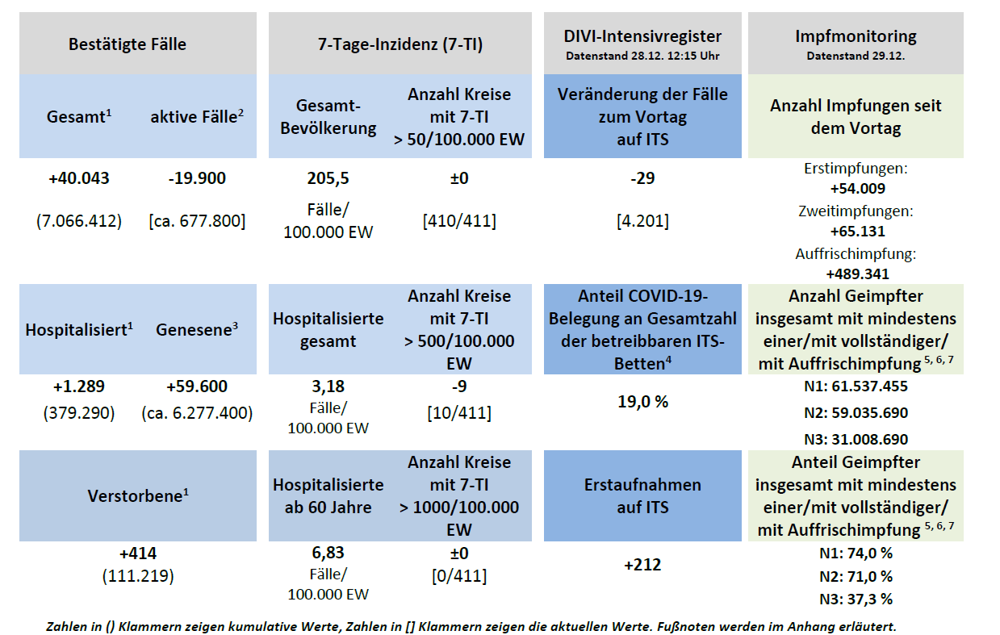 Bestätigte Fälle
7-Tage-Inzidenz (7-TI)
DIVI-Intensivregister
Datenstand 28.12. 12:15 Uhr
Impfmonitoring
Datenstand 29.12.
Gesamt¹
aktive Fälle²
Gesamt-
Bevölkerung
Anzahl Kreise
mit 7-TI
> 50/100.000 EW
Veränderung der Fälle
zum Vortag
auf ITS
Anzahl Impfungen seit
dem Vortag
+40.043
(7.066.412)
-19.900
[ca. 677.800]
205,5
Fälle/
100.000 EW
±0
[410/411]
-29
[4.201]
Erstimpfungen:
+54.009
Zweitimpfungen:
+65.131
Auffrischimpfung:
+489.341
Hospitalisiert¹
Genesene³
Hospitalisierte
gesamt
Anzahl Kreise
mit 7-TI
> 500/100.000
EW
Anteil COVID-19-
Belegung an Gesamtzahl
der betreibbaren ITS-
Betten⁴
Anzahl Geimpfter
insgesamt mit mindestens
einer/mit vollständiger/
mit Auffrischimpfung ⁵, ⁶, ⁷
+1.289
(379.290)
+59.600
(ca. 6.277.400)
3,18
Fälle/
100.000 EW
-9
[10/411]
19,0 %
N1: 61.537.455
N2: 59.035.690
N3: 31.008.690
Verstorbene¹
Hospitalisierte
ab 60 Jahre
Anzahl Kreise
mit 7-TI
> 1000/100.000
EW
Erstaufnahmen
auf ITS
Anteil Geimpfter
insgesamt mit mindestens
einer/mit vollständiger/
mit Auffrischimpfung ⁵, ⁶, ⁷
+414
(111.219)
6,83
Fälle/
100.000 EW
±0
[0/411]
+212
N1: 74,0 %
N2: 71,0 %
N3: 37,3 %
Zahlen in () Klammern zeigen kumulative Werte, Zahlen in [] Klammern zeigen die aktuellen Werte. Fußnoten werden im Anhang erläutert.